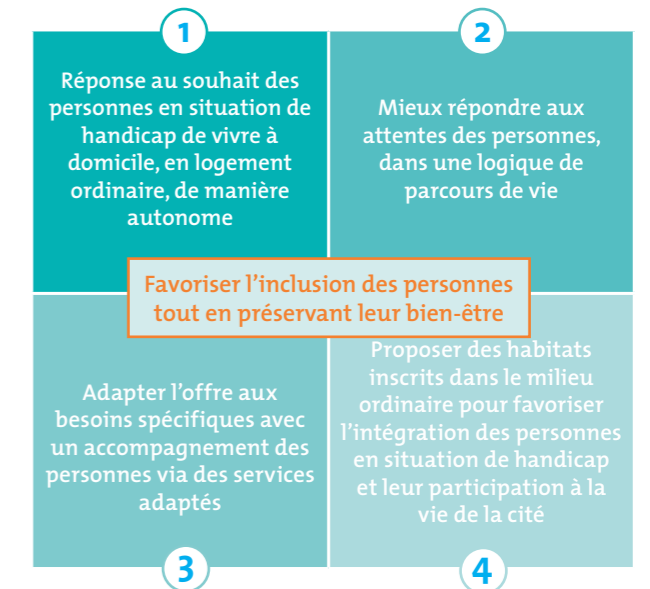 1
Réponse au souhait des
personnes en situation de
handicap de vivre à
domicile, en logement
ordinaire, de manière
autonome
2
Mieux répondre aux
attentes des personnes,
dans une logique de
parcours de vie
Favoriser l'inclusion des personnes
tout en préservant leur bien-être
Adapter l'offre aux
besoins spécifiques avec
un accompagnement des
personnes via des services
adaptés
3
Proposer des habitats
inscrits dans le milieu
ordinaire pour favoriser
l'intégration des personnes
en situation de handicap
et leur participation à la
vie de la cité
4